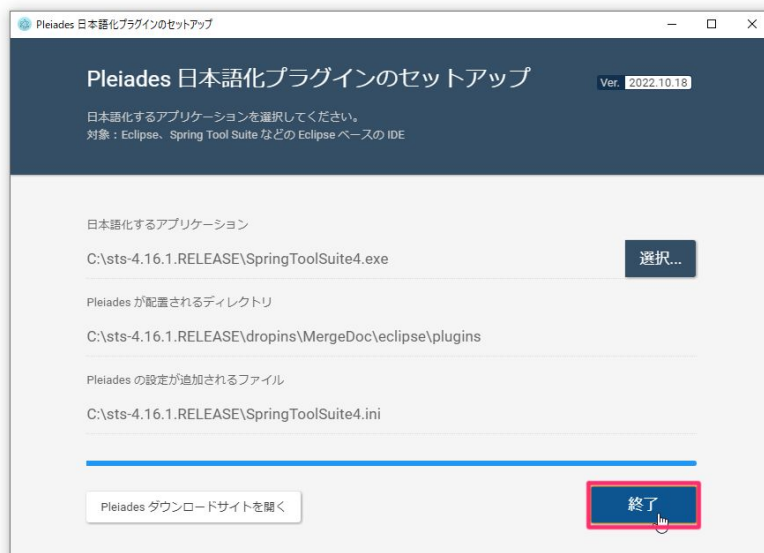 Pleiades 日本語化プラグインのセットアップ
Pleiades 日本語化プラグインのセットアップ
Ver. 2022.10.18
日本語化するアプリケーションを選択してください。
対象：Eclipse、Spring Tool Suite などの Eclipse ベースの IDE
日本語化するアプリケーション
C:\sts-4.16.1.RELEASE\SpringToolSuite4.exe
選択...
Pleiades が配置されるディレクトリ
C:\sts-4.16.1.RELEASE\dropins\MergeDoc\eclipse\plugins
Pleiades の設定が追加されるファイル
C:\sts-4.16.1.RELEASE\SpringToolSuite4.ini
Pleiades ダウンロードサイトを開く
終了